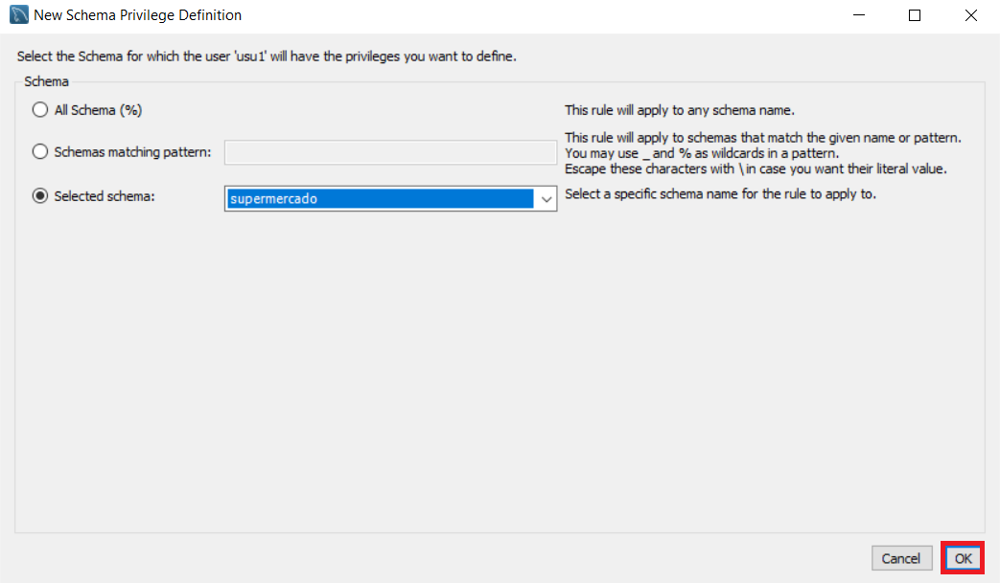 New Schema Privilege Definition
Select the Schema for which the user 'usu1' will have the privileges you want to define.
Schema
All Schema (%)
This rule will apply to any schema name.
Schemas matching pattern:
This rule will apply to schemas that match the given name or pattern.
You may use _ and % as wildcards in a pattern.
Escape these characters with \ in case you want their literal value.
Selected schema:
supermercado
Select a specific schema name for the rule to apply to.
Cancel
OK